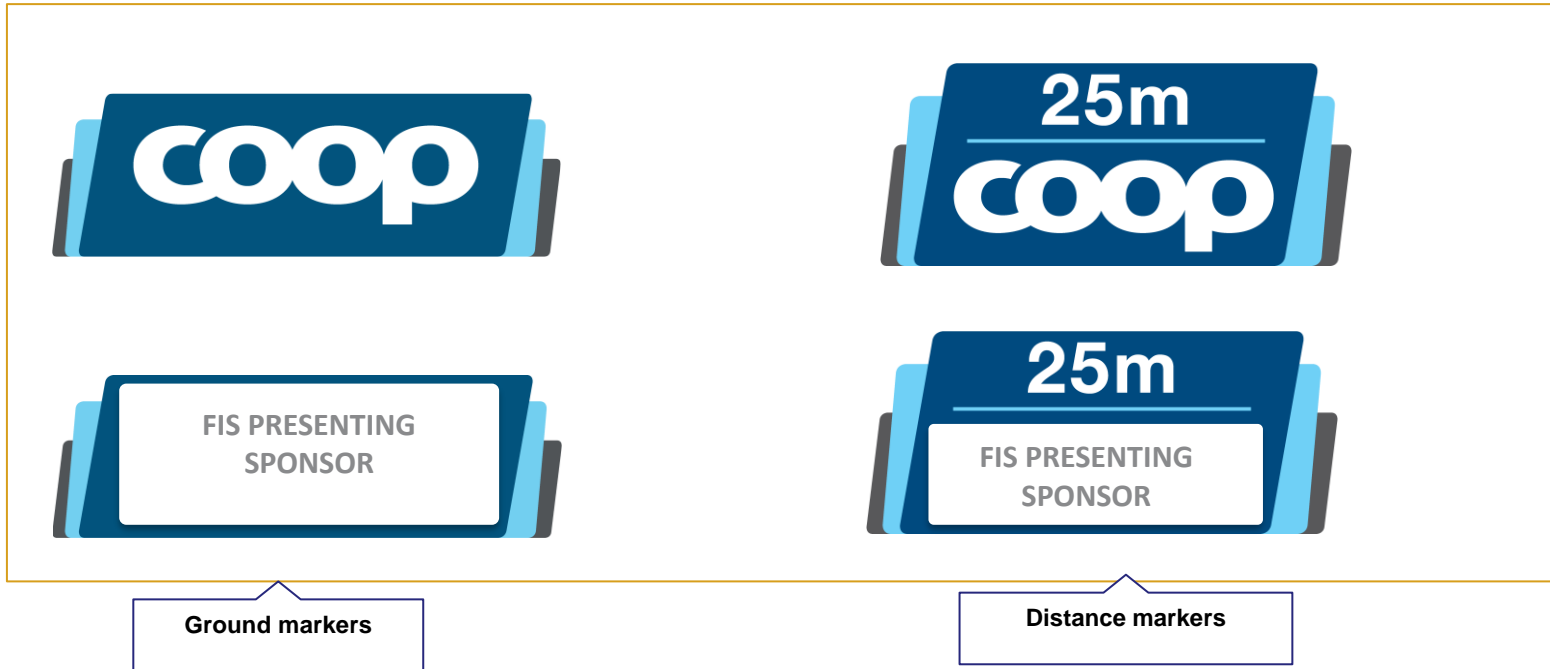 coop
25m
coop
FIS PRESENTING
SPONSOR
25m
FIS PRESENTING
SPONSOR
Ground markers
Distance markers